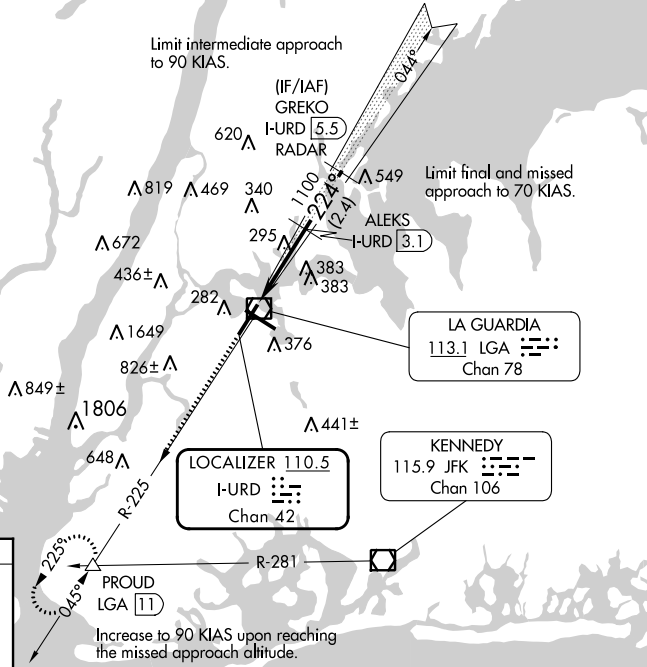 Limit intermediate approach
to 90 KIAS.
044°
(IF/IAF)
GREKO
I-URD 5.5
RADAR
620
549
Limit final and missed
approach to 70 KIAS.
819
469
340
1100
224°
(2.4)
ALEKS
I-URD 3.1
295
672
383
383
436±
282
LA GUARDIA
113.1 LGA
Chan 78
1649
376
826±
849±
1806
441±
KENNEDY
115.9 JFK
Chan 106
648
LOCALIZER 110.5
I-URD
Chan 42
R-225
R-281
225°
045°
PROUD
LGA 11
Increase to 90 KIAS upon reaching
the missed approach altitude.